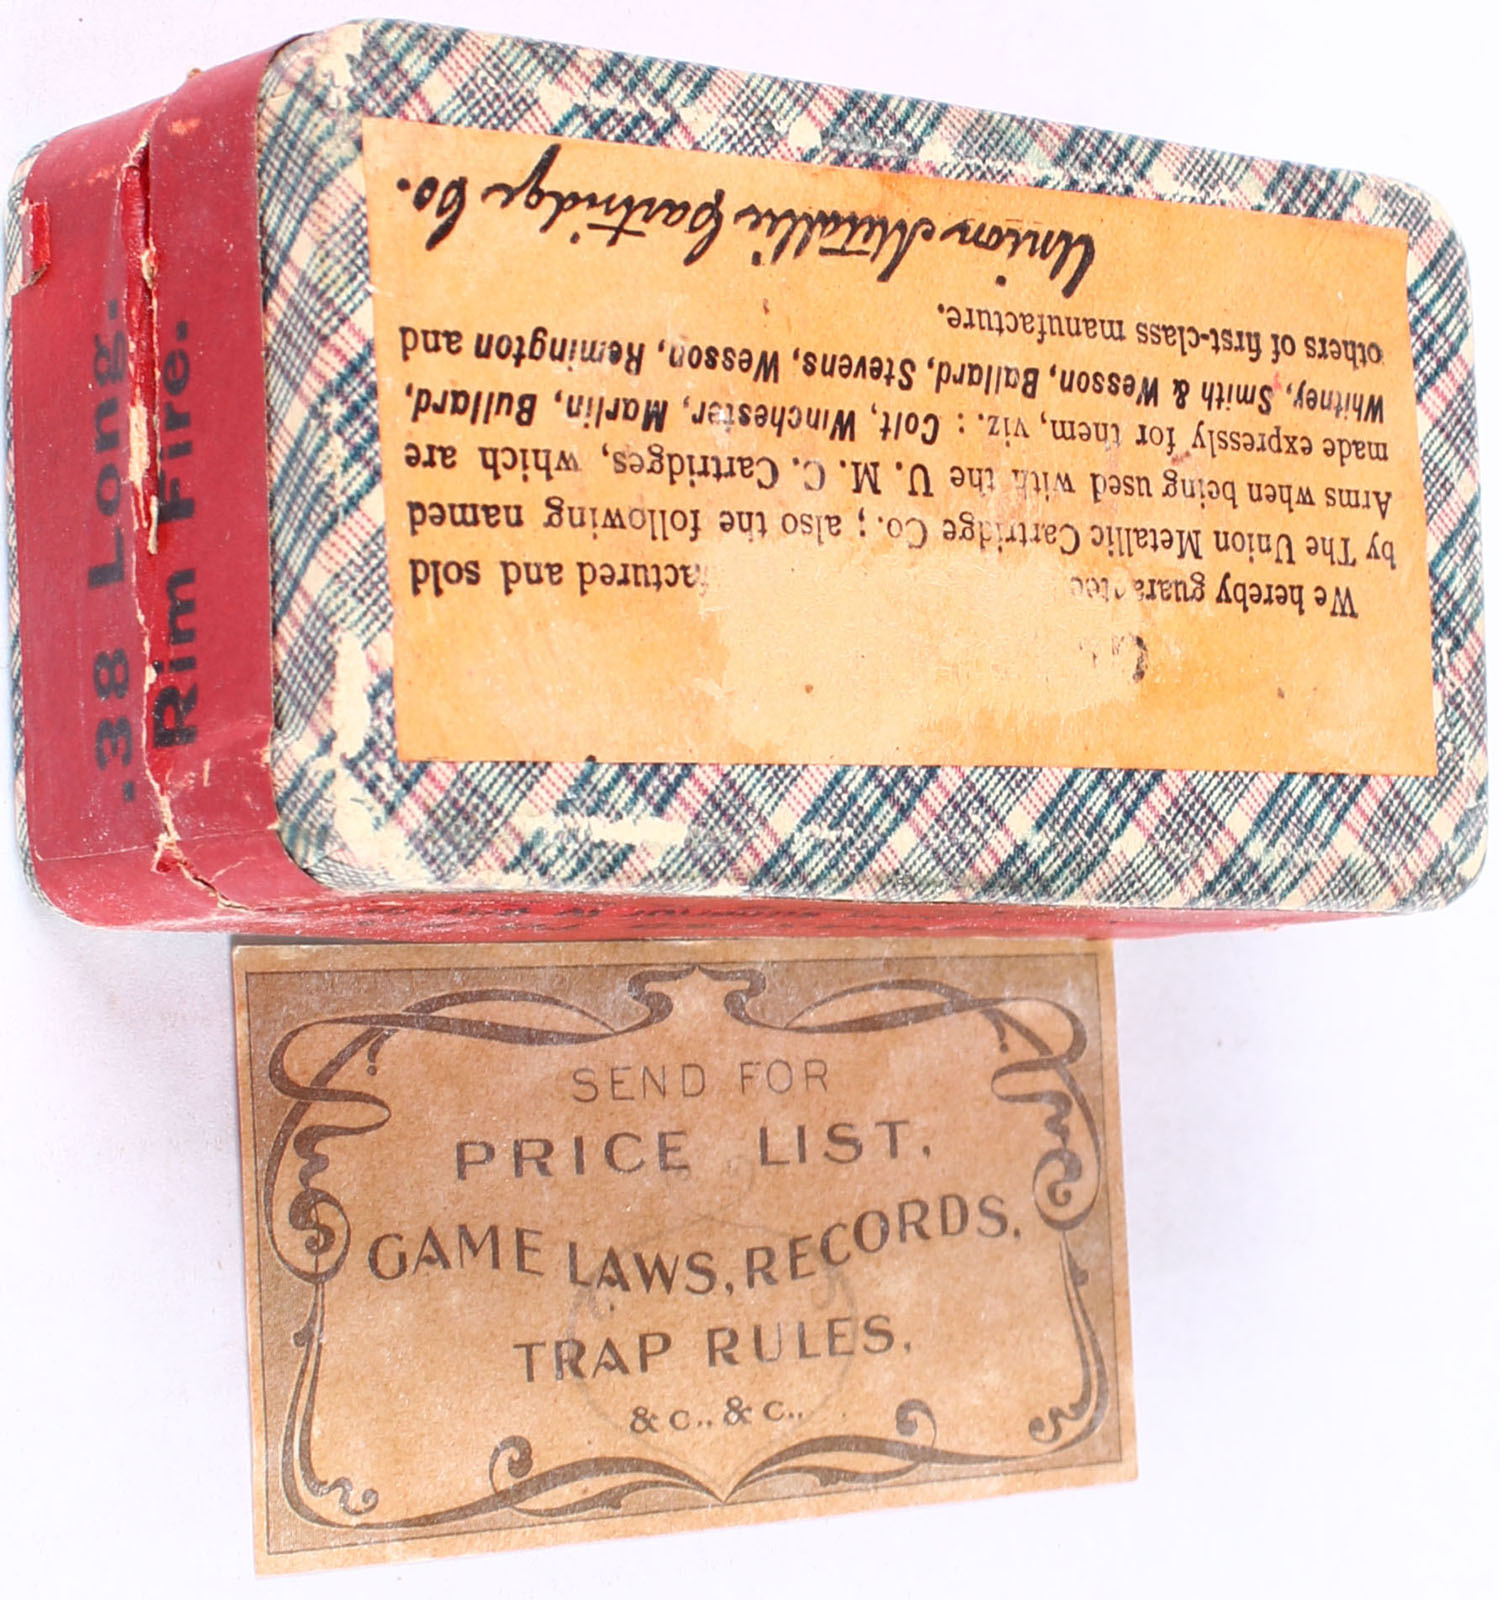 .38 Long.
Rim Fire.
We hereby and sold
by The Union Metallic Cartridge Co.; also the following named
Arms when being used with the U. M. C. Cartridges, which are
made expressly for them, viz.: Colt, Winchester, Marlin, Bullard,
Whitney, Smith & Wesson, Ballard, Stevens, Wesson, Remington and
others of first-class manufacture.
Union Metallic Cartridge Co.
SEND FOR
PRICE LIST,
GAME LAWS, RECORDS,
TRAP RULES,
& C., & C.,